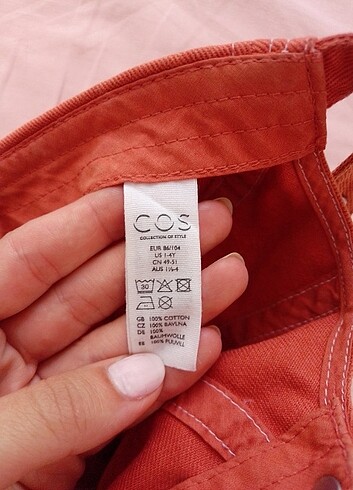 COS
COLLECTION OF STYLE
EUR 86/104
US 1-4Y
CN 49-51
AUS 1½-4
30
GB 100% COTTON
CZ 100% BAVLNA
DE 100%
BAUMWOLLE
EE 100% PUUVILL